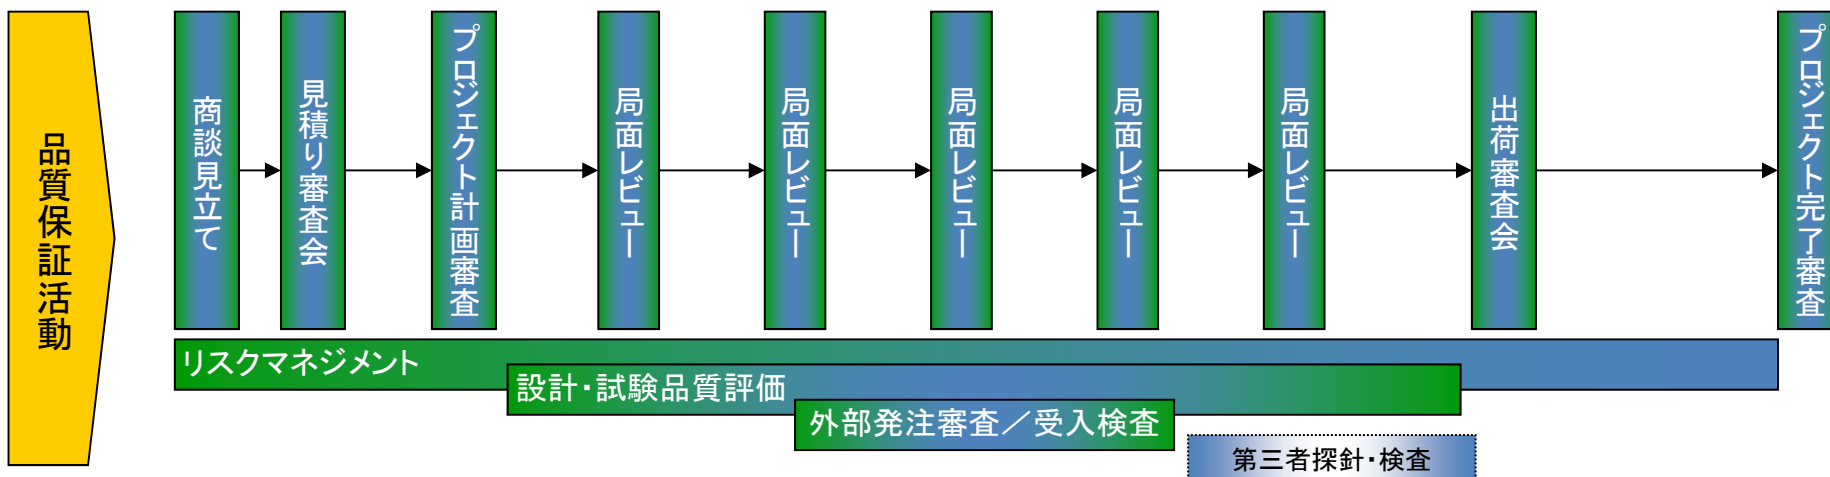 品質保証活動
商談見立て
見積り審査会
プロジェクト計画審査
局面レビュー
局面レビュー
局面レビュー
局面レビュー
局面レビュー
出荷審査会
プロジェクト完了審査
リスクマネジメント
設計・試験品質評価
外部発注審査／受入検査
第三者探針・検査